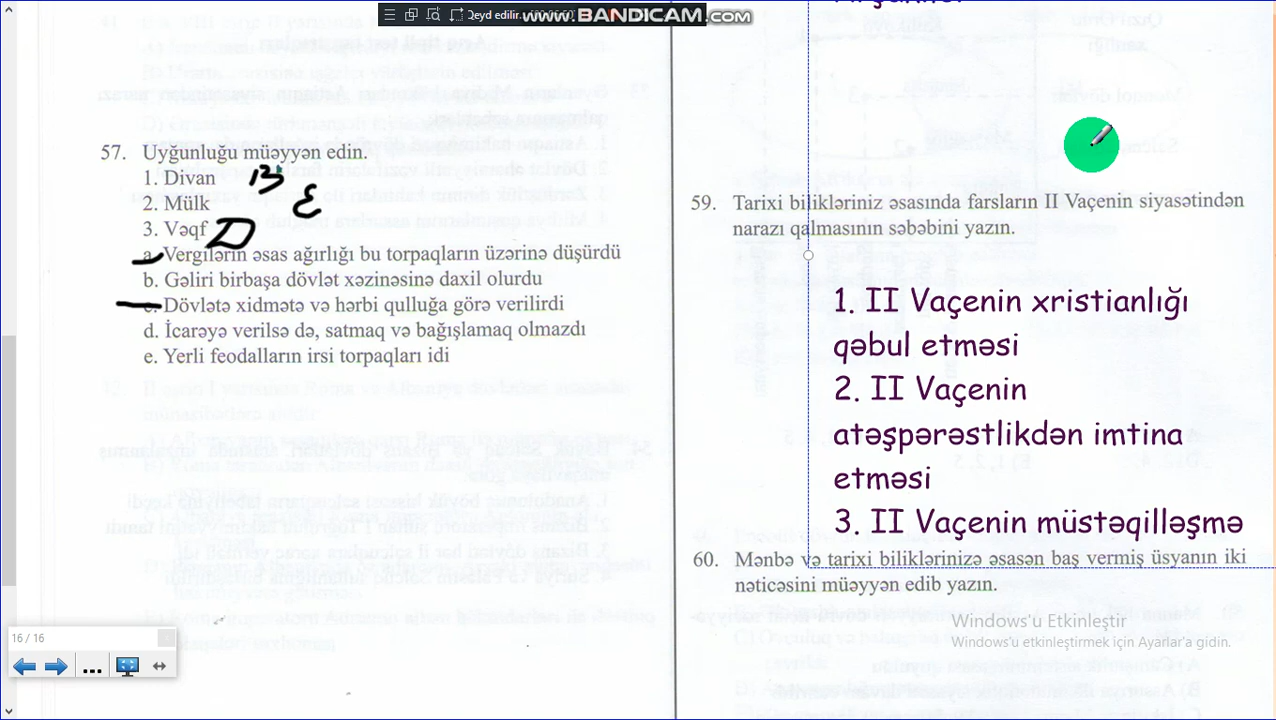 Qeyd edilir...
www.BANDICAM.com
57. Uyğunluğu müəyyən edin.
1. Divan B
2. Mülk E
3. Vəqf D
a. Vergilərin əsas ağırlığı bu torpaqların üzərinə düşürdü
b. Gəliri birbaşa dövlət xəzinəsinə daxil olurdu
c. Dövlətə xidmətə və hərbi qulluğa görə verilirdi
d. İcarəyə verilsə də, satmaq və bağışlamaq olmazdı
e. Yerli feodalların irsi torpaqları idi
16 / 16
59. Tarixi bilikləriniz əsasında farsların II Vaçenin siyasətindən
narazı qalmasının səbəbini yazın.
1. II Vaçenin xristianlığı
qəbul etməsi
2. II Vaçenin
atəşpərəstlikdən imtina
etməsi
3. II Vaçenin müstəqilləşmə
60. Mənbə və tarixi biliklərinizə əsasən baş vermiş üsyanın iki
nəticəsini müəyyən edib yazın.
Windows'u Etkinleştir
Windows'u etkinleştirmek için Ayarlar'a gidin.